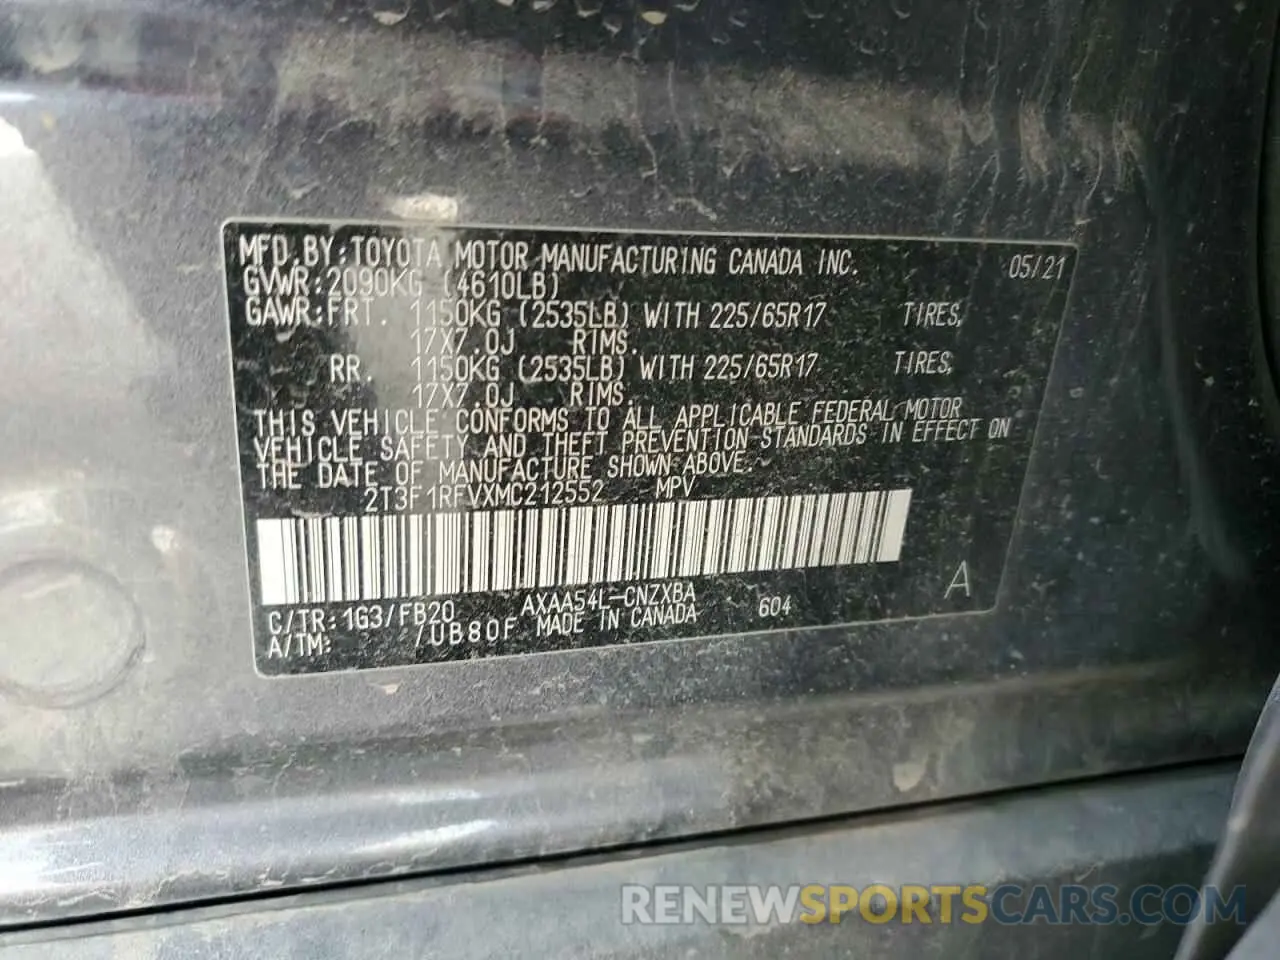 MFD. BY: TOYOTA MOTOR MANUFACTURING CANADA INC. 05/21
GVWR: 2090KG (4610LB)
GAWR: FRT. 1150KG (2535LB) WITH 225/65R17 TIRES,
17X7.0J RIMS.
RR. 1150KG (2535LB) WITH 225/65R17 TIRES,
17X7.0J RIMS.
THIS VEHICLE CONFORMS TO ALL APPLICABLE FEDERAL MOTOR
VEHICLE SAFETY AND THEFT PREVENTION STANDARDS IN EFFECT ON
THE DATE OF MANUFACTURE SHOWN ABOVE.
2T3F1RFVXMC212552 MPV
C/TR: 1G3/FB20 AXAA54L-CNZXBA 604 A
A/TM: /UB80F MADE IN CANADA
RENEWSPORTSCARS.COM